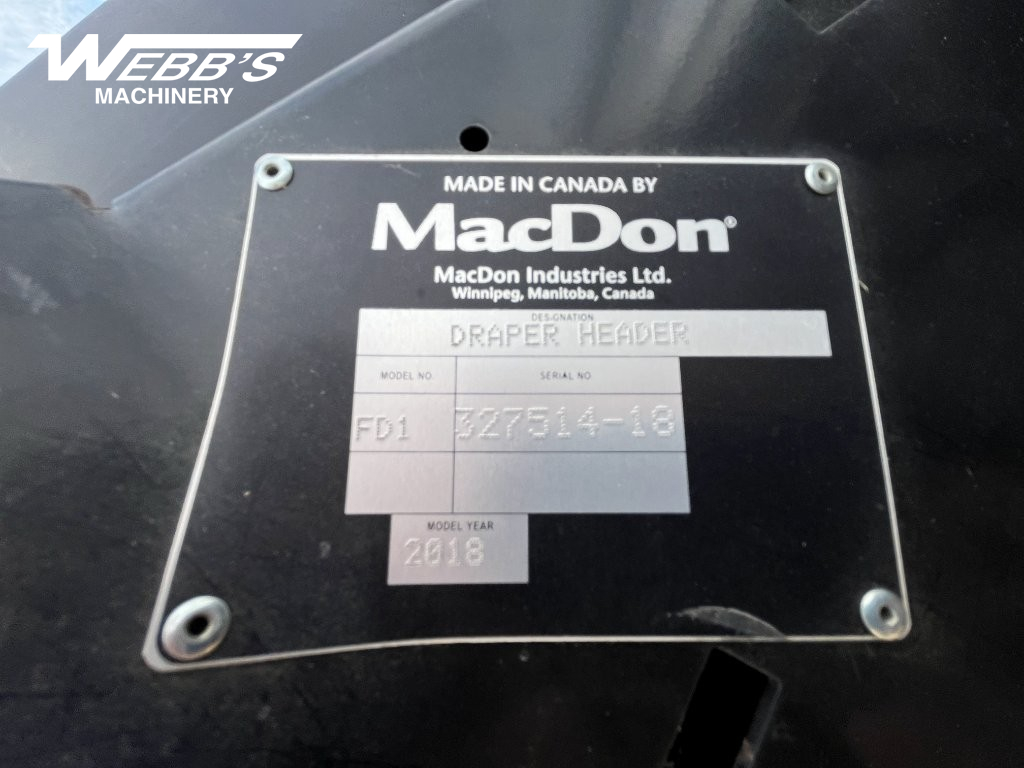 WEBB'S
MACHINERY
MADE IN CANADA BY
MacDon®
MacDon Industries Ltd.
Winnipeg, Manitoba, Canada
DESIGNATION
DRAPER HEADER
MODEL NO. SERIAL NO.
FD1 327514-18
MODEL YEAR
2018